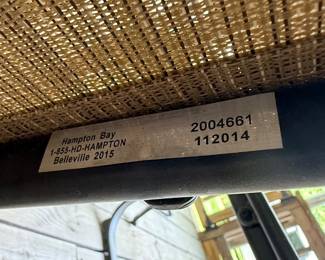 Hampton Bay
1-855-HD-HAMPTON
Belleville 2015
2004661
112014